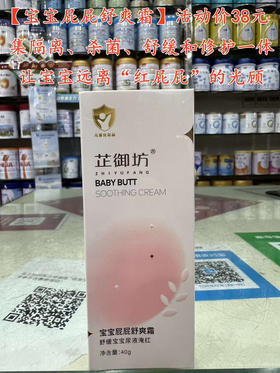 【宝宝屁屁舒爽霜】活动价38元
集隔离、杀菌、舒缓和修护一体
让宝宝远离“红屁屁”的光顾
芷御坊®
ZHIYUFANG
BABY BUTT
SOOTHING CREAM
宝宝屁屁舒爽霜
舒缓宝宝尿液淹红
净含量:40g